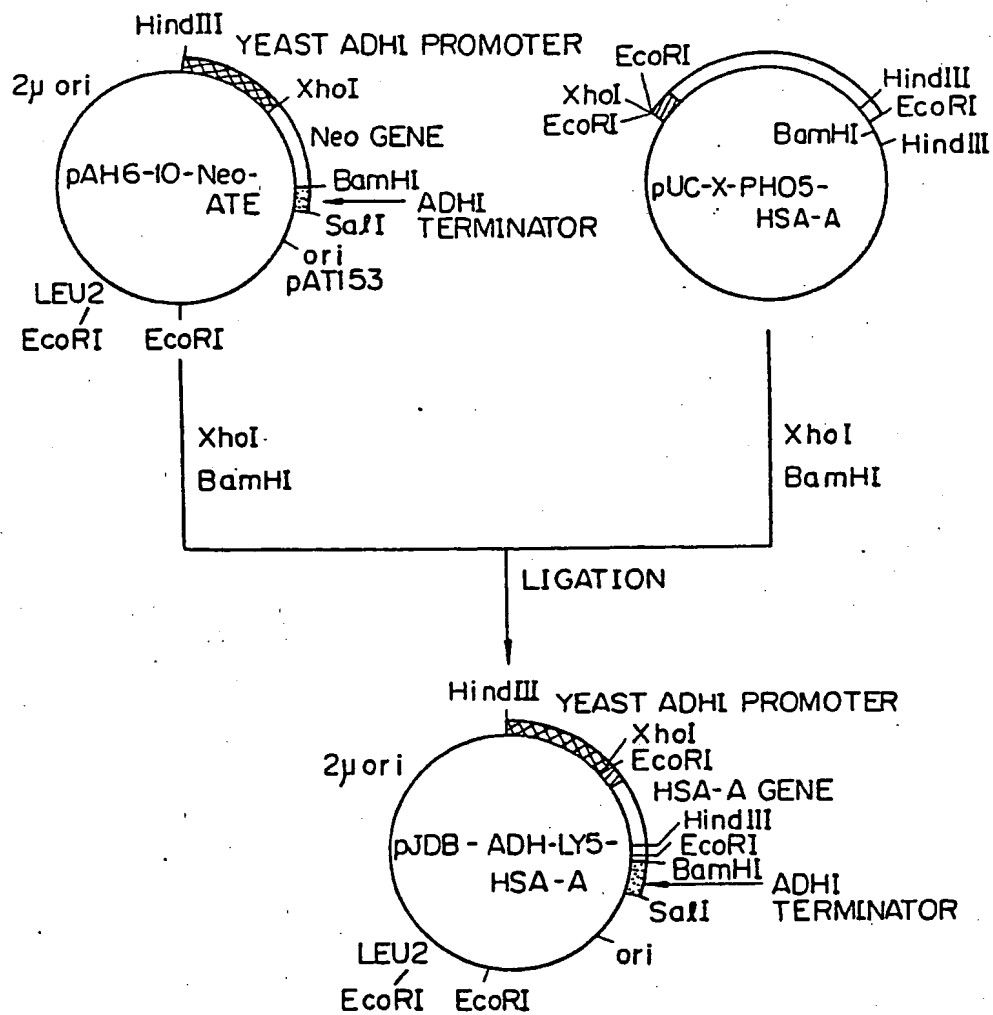 HindIII
YEAST ADHI PROMOTER
2μ ori
XhoI
Neo GENE
pAH6-10-Neo-
ATE
BamHI
ADHI
TERMINATOR
SalI
ori
pAT153
LEU2
EcoRI
EcoRI
EcoRI
XhoI
EcoRI
HindIII
EcoRI
BamHI
HindIII
pUC-X-PHO5-
HSA-A
XhoI
BamHI
XhoI
BamHI
LIGATION
HindIII
YEAST ADHI PROMOTER
XhoI
EcoRI
2μ ori
HSA-A GENE
HindIII
EcoRI
BamHI
pJDB-ADH-LY5-
HSA-A
ADHI
TERMINATOR
SalI
ori
LEU2
EcoRI
EcoRI